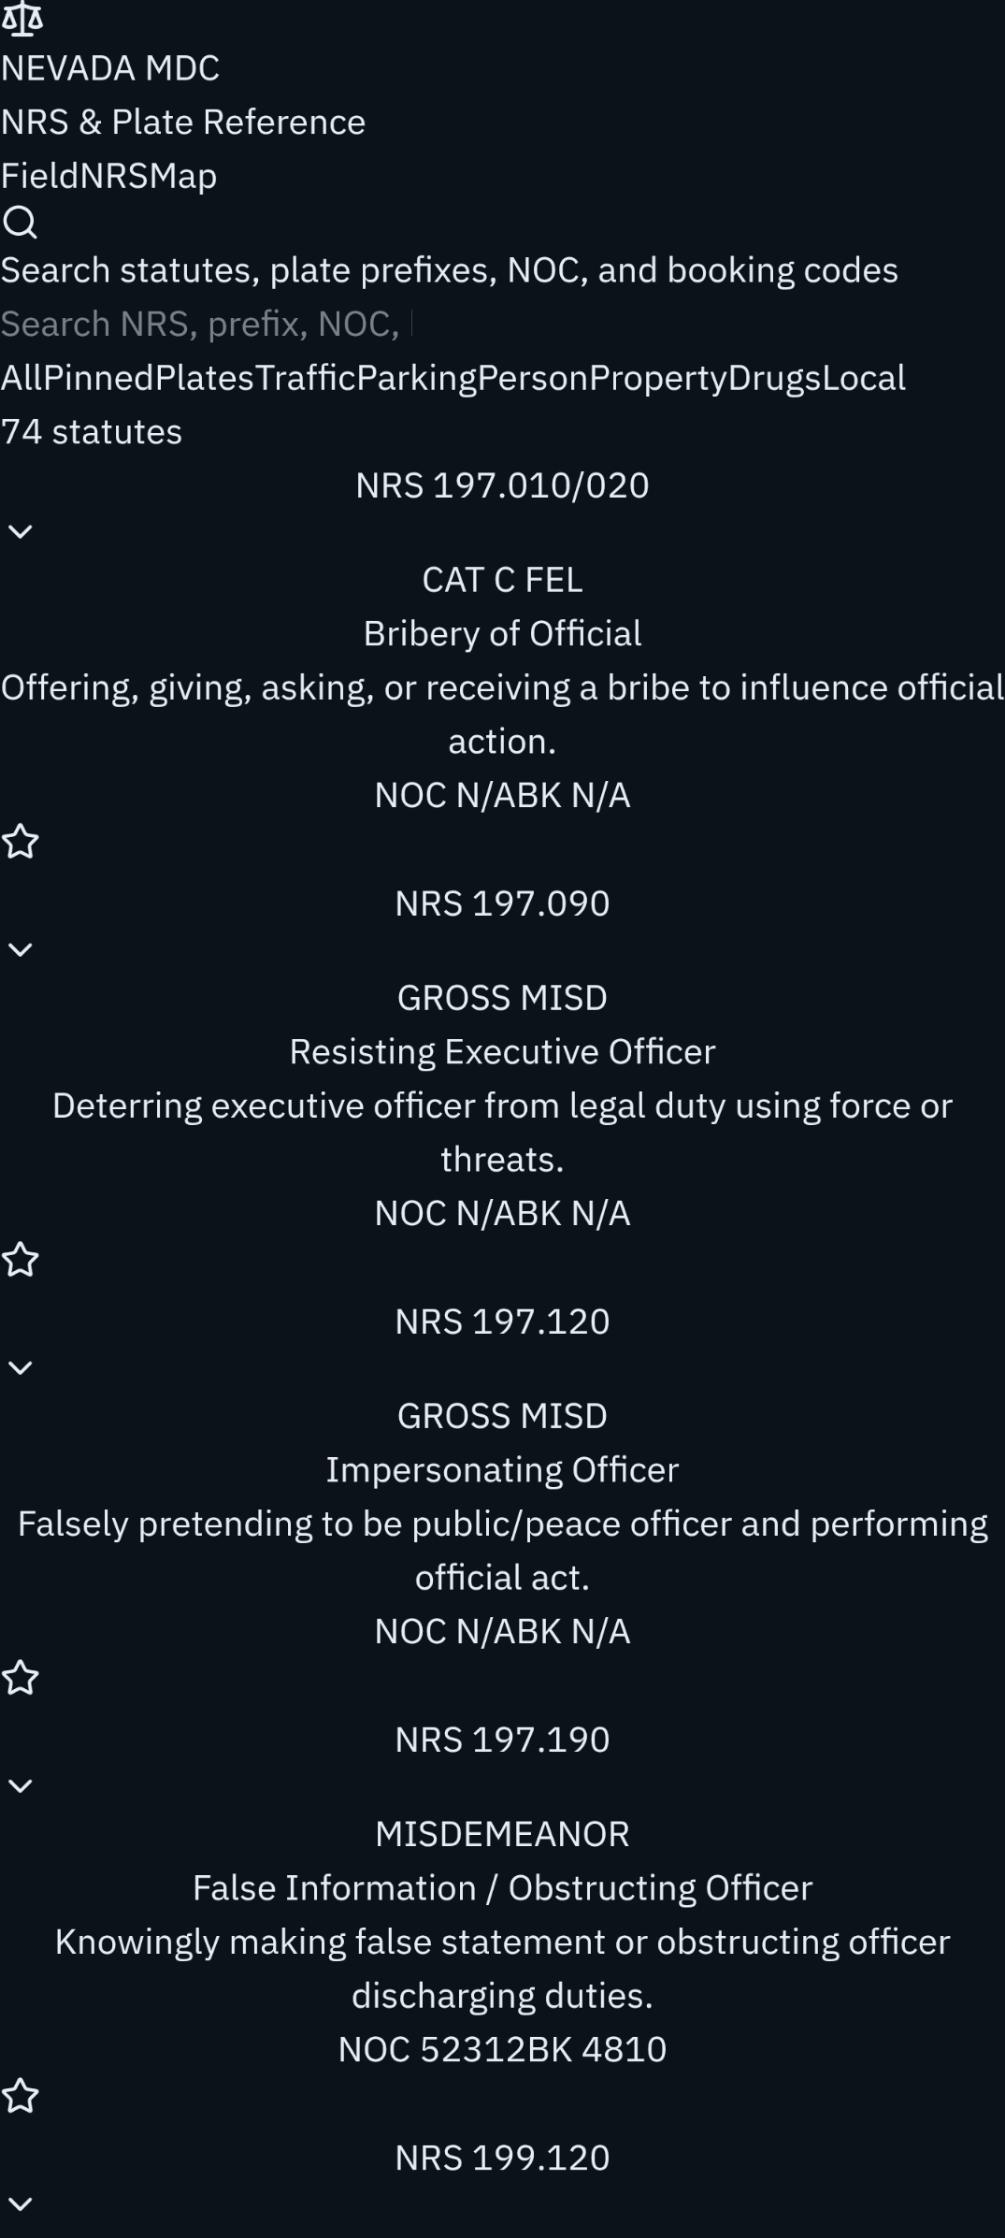 NEVADA MDC
NRS & Plate Reference
FieldNRSMap
Search statutes, plate prefixes, NOC, and booking codes
Search NRS, prefix, NOC,
AllPinnedPlatesTrafficParkingPersonPropertyDrugsLocal
74 statutes
NRS 197.010/020
CAT C FEL
Bribery of Official
Offering, giving, asking, or receiving a bribe to influence official
action.
NOC N/ABK N/A
NRS 197.090
GROSS MISD
Resisting Executive Officer
Deterring executive officer from legal duty using force or
threats.
NOC N/ABK N/A
NRS 197.120
GROSS MISD
Impersonating Officer
Falsely pretending to be public/peace officer and performing
official act.
NOC N/ABK N/A
NRS 197.190
MISDEMEANOR
False Information / Obstructing Officer
Knowingly making false statement or obstructing officer
discharging duties.
NOC 52312BK 4810
NRS 199.120